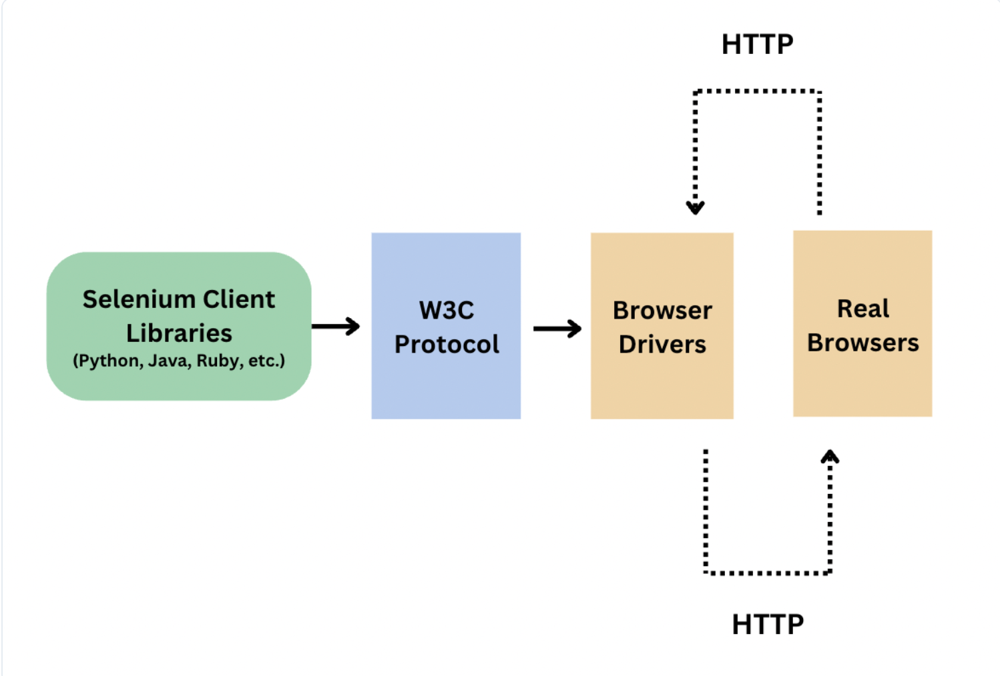 HTTP
Selenium Client
Libraries
(Python, Java, Ruby, etc.)
W3C
Protocol
Browser
Drivers
Real
Browsers
HTTP